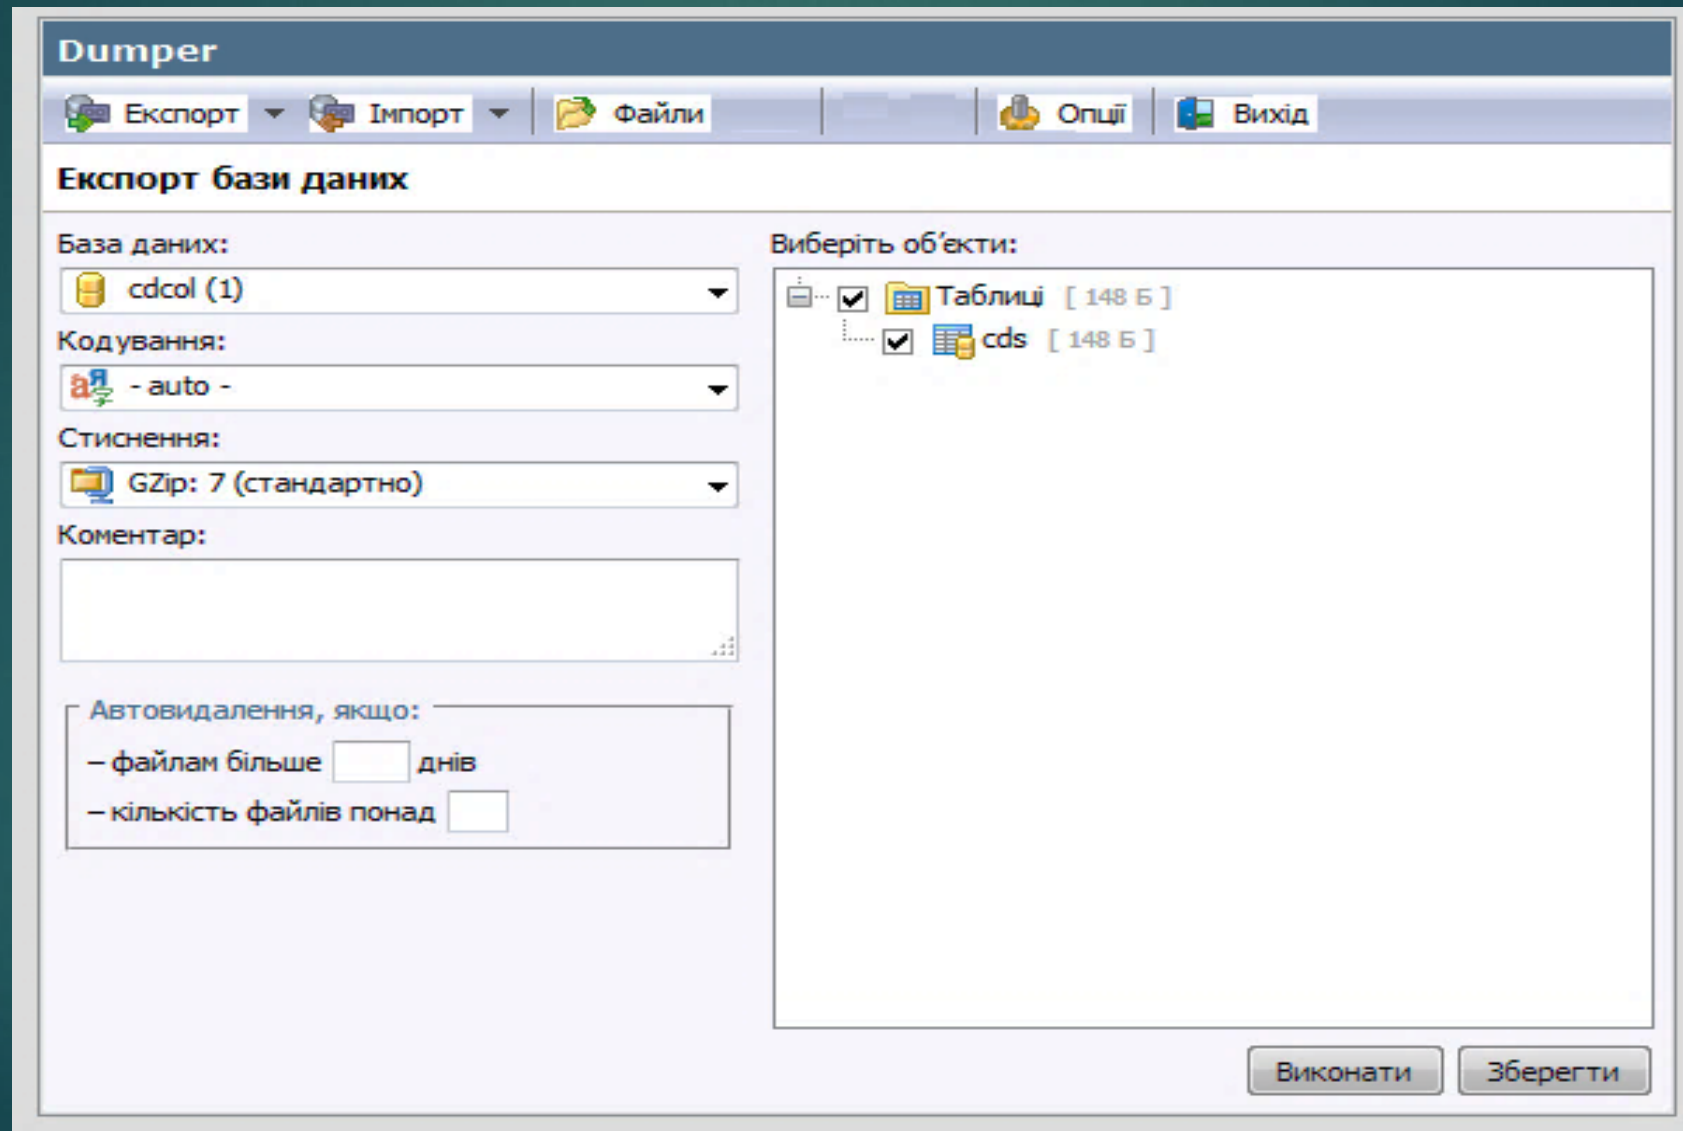 Dumper
Експорт Імпорт Файли Опції Вихід
Експорт бази даних
База даних:
cdcol (1)
Кодування:
- auto -
Стиснення:
GZip: 7 (стандартно)
Коментар:
Автовидалення, якщо:
– файлам більше днів
– кількість файлів понад
Виберіть об'єкти:
Таблиці [ 148 Б ]
cds [ 148 Б ]
Виконати Зберегти